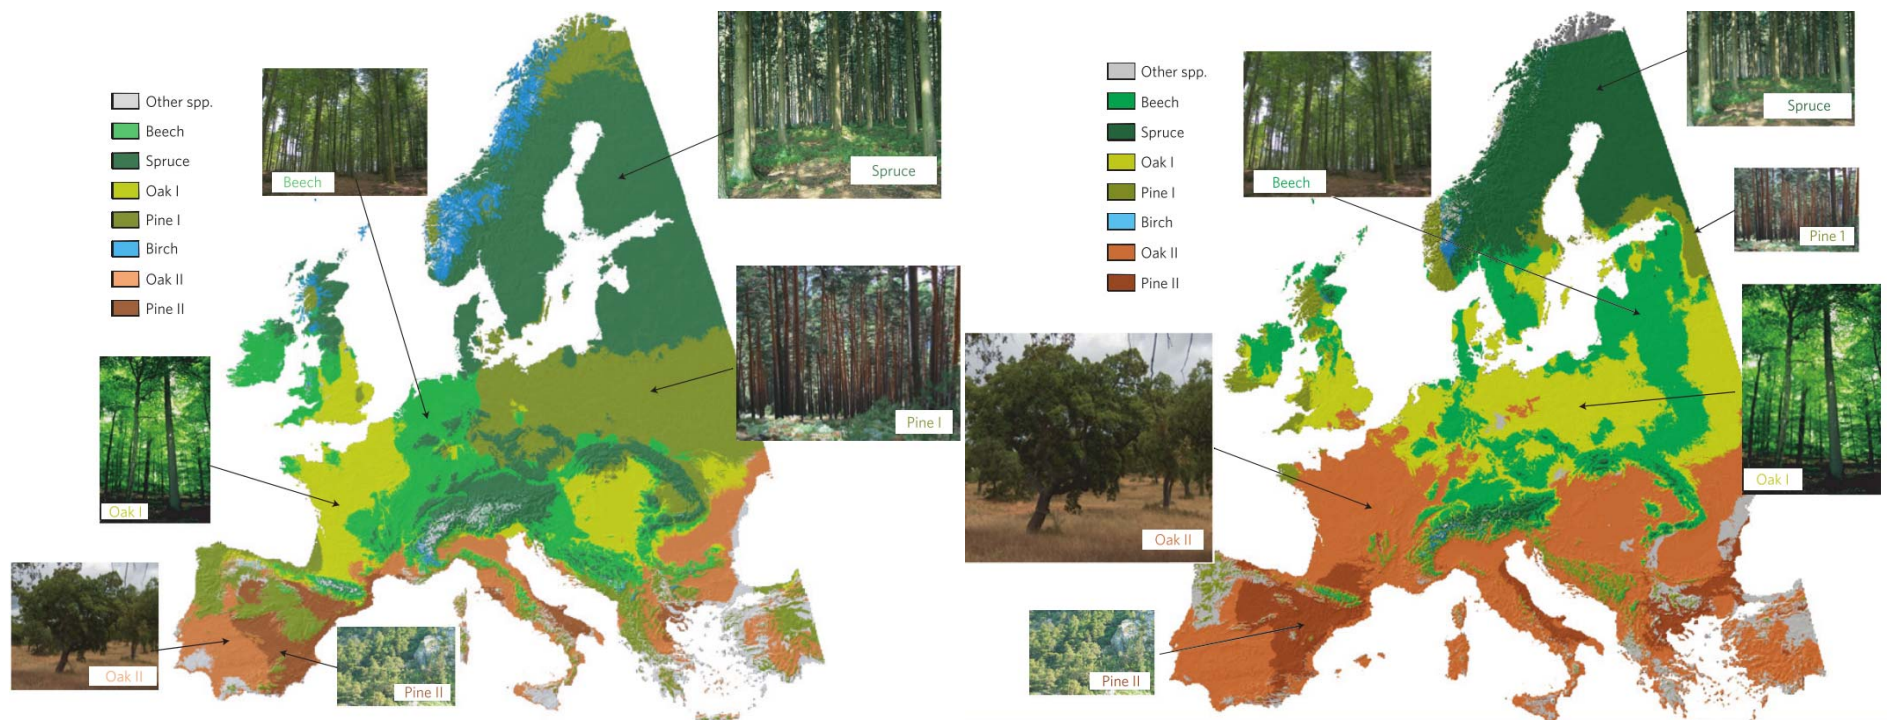 Other spp.
Beech
Spruce
Oak I
Pine I
Birch
Oak II
Pine II
Beech
Spruce
Pine I
Oak I
Oak II
Pine II
Other spp.
Beech
Spruce
Oak I
Pine I
Birch
Oak II
Pine II
Beech
Spruce
Pine 1
Oak I
Oak II
Pine II